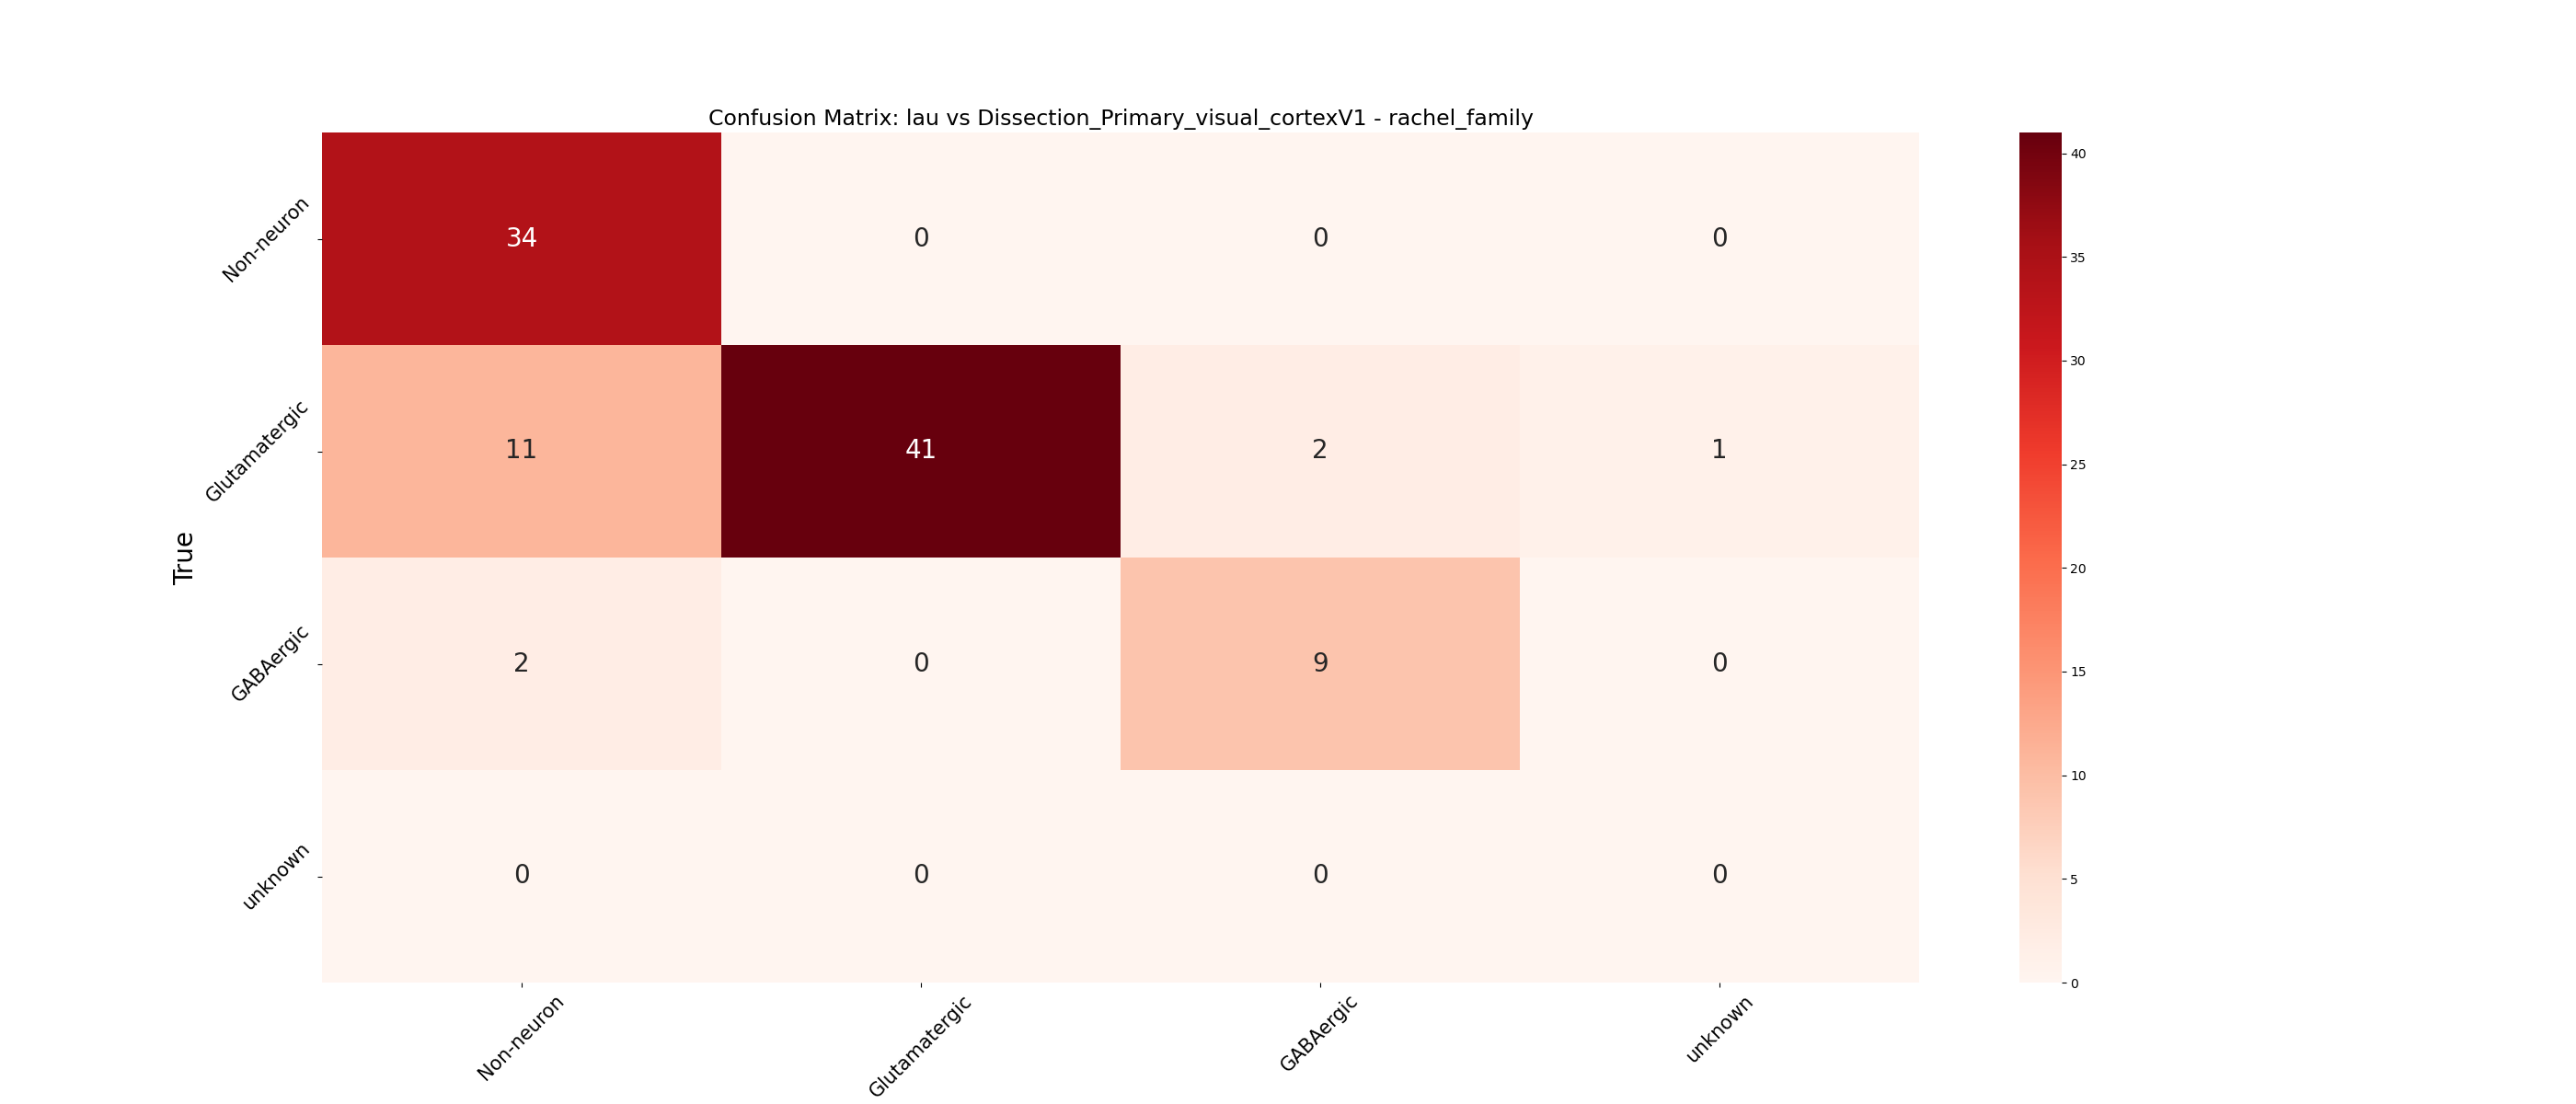 Confusion Matrix: lau vs Dissection_Primary_visual_cortexV1 - rachel_family
True
Non-neuron
34 0 0 0
Glutamatergic
11 41 2 1
GABAergic
2 0 9 0
unknown
0 0 0 0
Non-neuron Glutamatergic GABAergic unknown
40
35
30
25
20
15
10
5
0